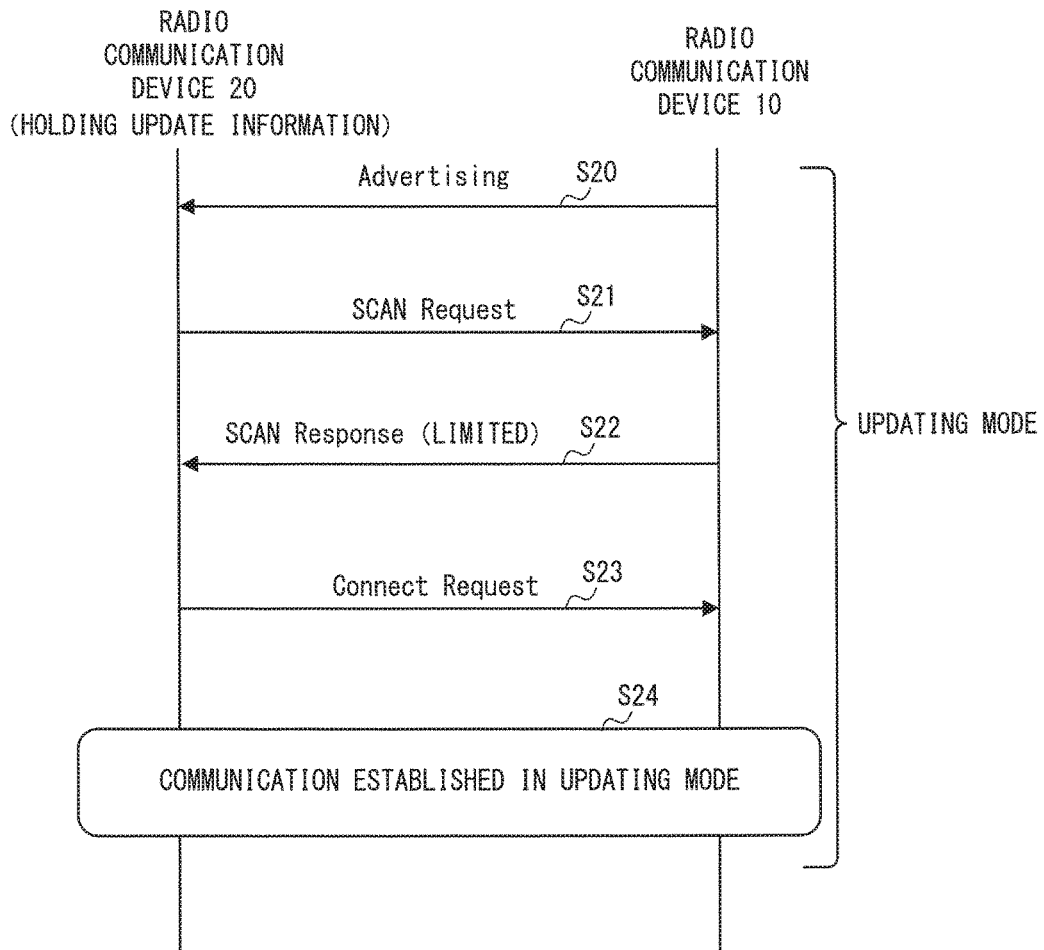 RADIO
COMMUNICATION
DEVICE 20
(HOLDING UPDATE INFORMATION)
RADIO
COMMUNICATION
DEVICE 10
Advertising
S20
SCAN Request
S21
SCAN Response (LIMITED)
S22
UPDATING MODE
Connect Request
S23
S24
COMMUNICATION ESTABLISHED IN UPDATING MODE